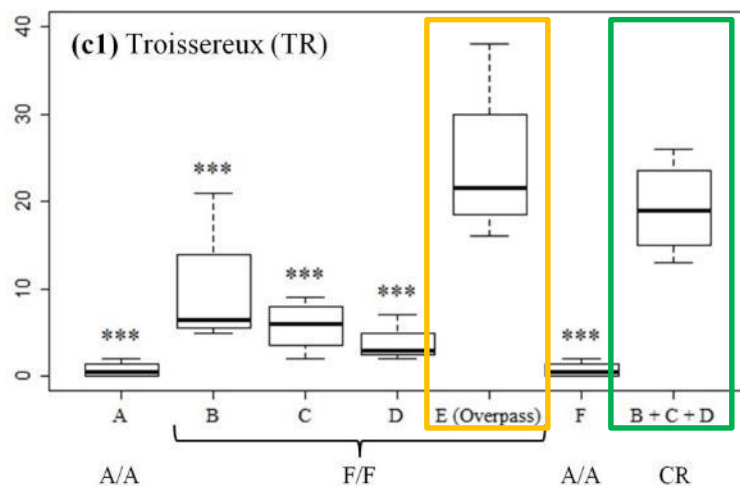 (c1) Troissereux (TR)
40
30
20
10
0
*** *** *** *** ***
A B C D E (Overpass) F B + C + D
A/A F/F A/A CR